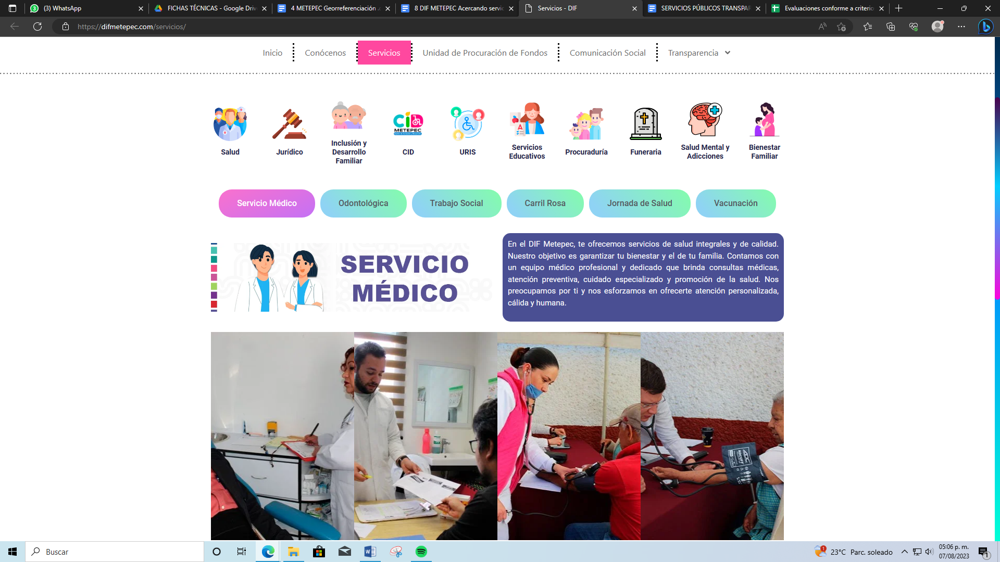 (3) WhatsApp
FICHAS TÉCNICAS - Google Driv
4 METEPEC Georreferenciación .
8 DIF METEPEC Acercando servic
Servicios - DIF
SERVICIOS PÚBLICOS TRANSPAR
Evaluaciones conforme a criterio
https://difmetepec.com/servicios/
Inicio
Conócenos
Servicios
Unidad de Procuración de Fondos
Comunicación Social
Transparencia
CID
METEPEC
Salud
Jurídico
Inclusión y
Desarrollo
Familiar
CID
URIS
Servicios
Educativos
Procuraduría
Funeraria
Salud Mental y
Adicciones
Bienestar
Familiar
Servicio Médico
Odontológica
Trabajo Social
Carril Rosa
Jornada de Salud
Vacunación
SERVICIO
MÉDICO
En el DIF Metepec, te ofrecemos servicios de salud integrales y de calidad.
Nuestro objetivo es garantizar tu bienestar y el de tu familia. Contamos con
un equipo médico profesional y dedicado que brinda consultas médicas,
atención preventiva, cuidado especializado y promoción de la salud. Nos
preocupamos por ti y nos esforzamos en ofrecerte atención personalizada,
cálida y humana.
Buscar
1
23°C Parc. soleado
05:06 p. m.
07/08/2023
1